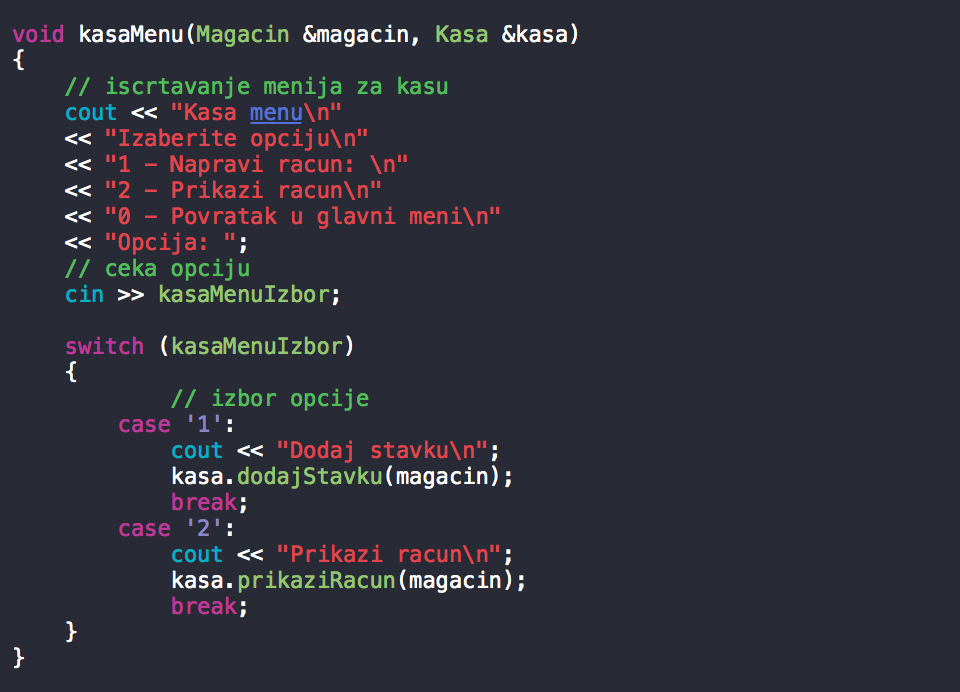 void kasaMenu(Magacin &magacin, Kasa &kasa)
{
    // iscrtavanje menija za kasu
    cout << "Kasa menu\n"
    << "Izaberite opciju\n"
    << "1 - Napravi racun: \n"
    << "2 - Prikazi racun\n"
    << "0 - Povratak u glavni meni\n"
    << "Opcija: ";
    // ceka opciju
    cin >> kasaMenuIzbor;

    switch (kasaMenuIzbor)
    {
            // izbor opcije
        case '1':
            cout << "Dodaj stavku\n";
            kasa.dodajStavku(magacin);
            break;
        case '2':
            cout << "Prikazi racun\n";
            kasa.prikaziRacun(magacin);
            break;
    }
}